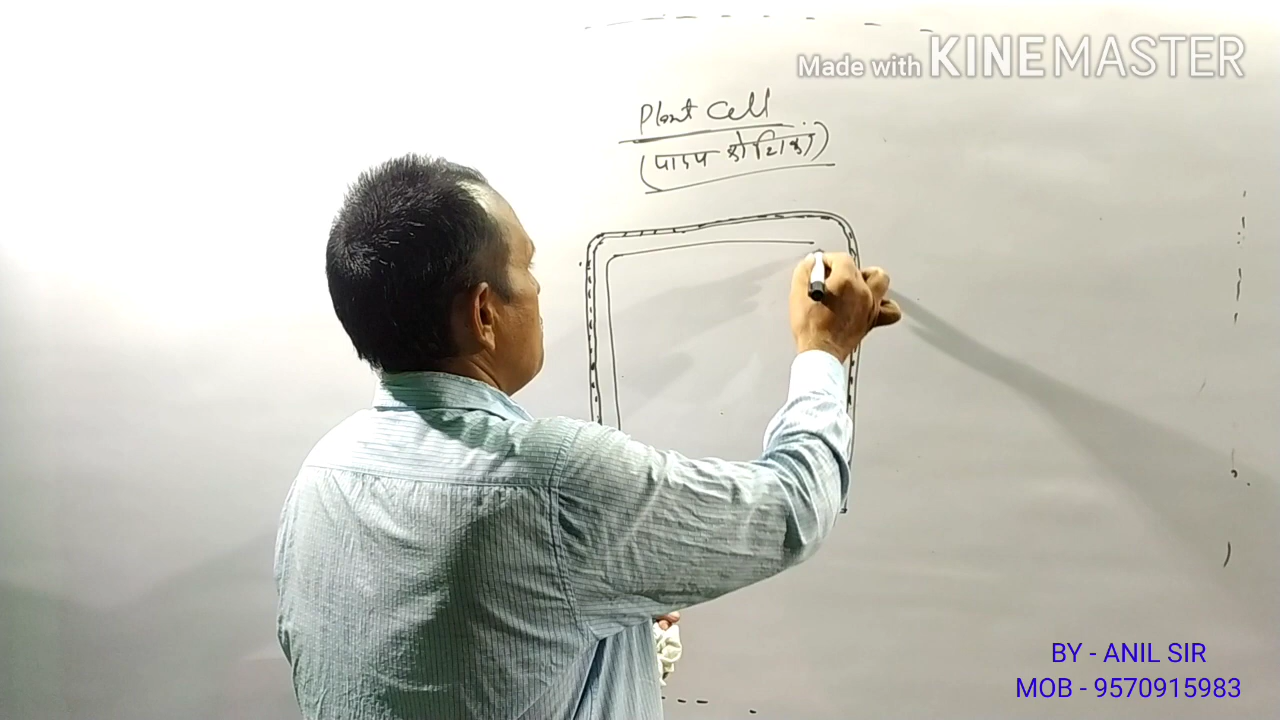 Made with KINEMASTER
Plant Cell
(पादप कोशिका)
BY - ANIL SIR
MOB - 9570915983